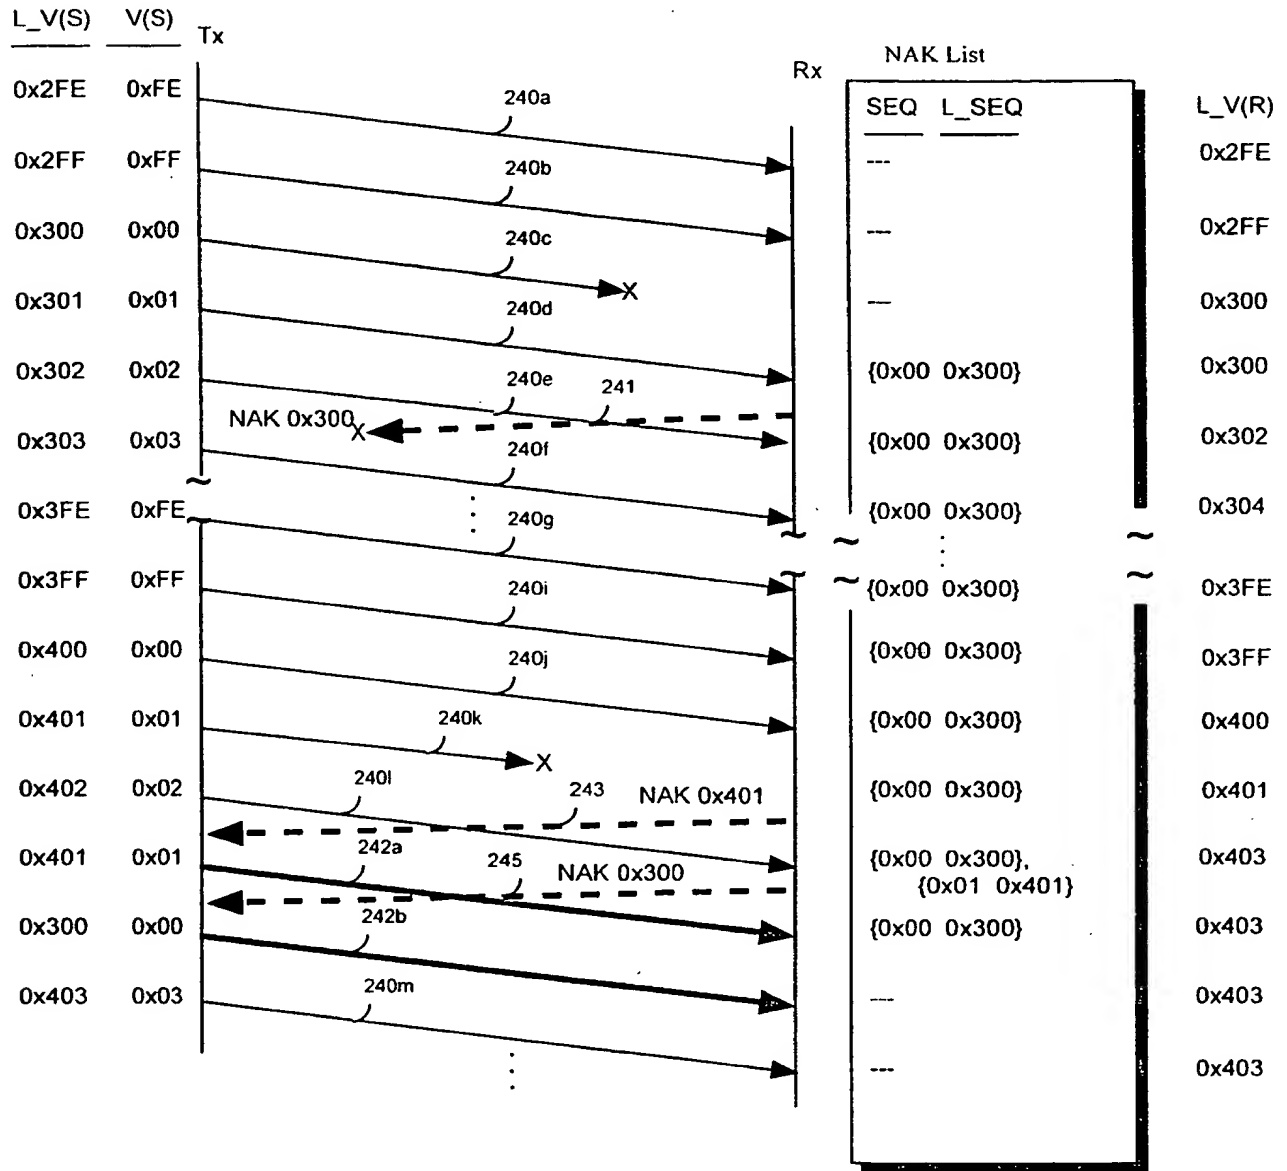 L_V(S) V(S) Tx
Rx
NAK List
SEQ L_SEQ
L_V(R)
0x2FE 0xFE 240a --- 0x2FE
0x2FF 0xFF 240b --- 0x2FF
0x300 0x00 240c X --- 0x300
0x301 0x01 240d {0x00 0x300} 0x300
0x302 0x02 240e 241 NAK 0x300 X {0x00 0x300} 0x302
0x303 0x03 240f {0x00 0x300} 0x304
0x3FE 0xFE 240g {0x00 0x300} 0x3FE
0x3FF 0xFF 240i {0x00 0x300} 0x3FF
0x400 0x00 240j {0x00 0x300} 0x400
0x401 0x01 240k X {0x00 0x300} 0x401
0x402 0x02 240l 243 NAK 0x401 {0x00 0x300}, 0x403
{0x01 0x401}
0x401 0x01 242a 245 NAK 0x300 {0x00 0x300} 0x403
0x300 0x00 242b --- 0x403
0x403 0x03 240m --- 0x403